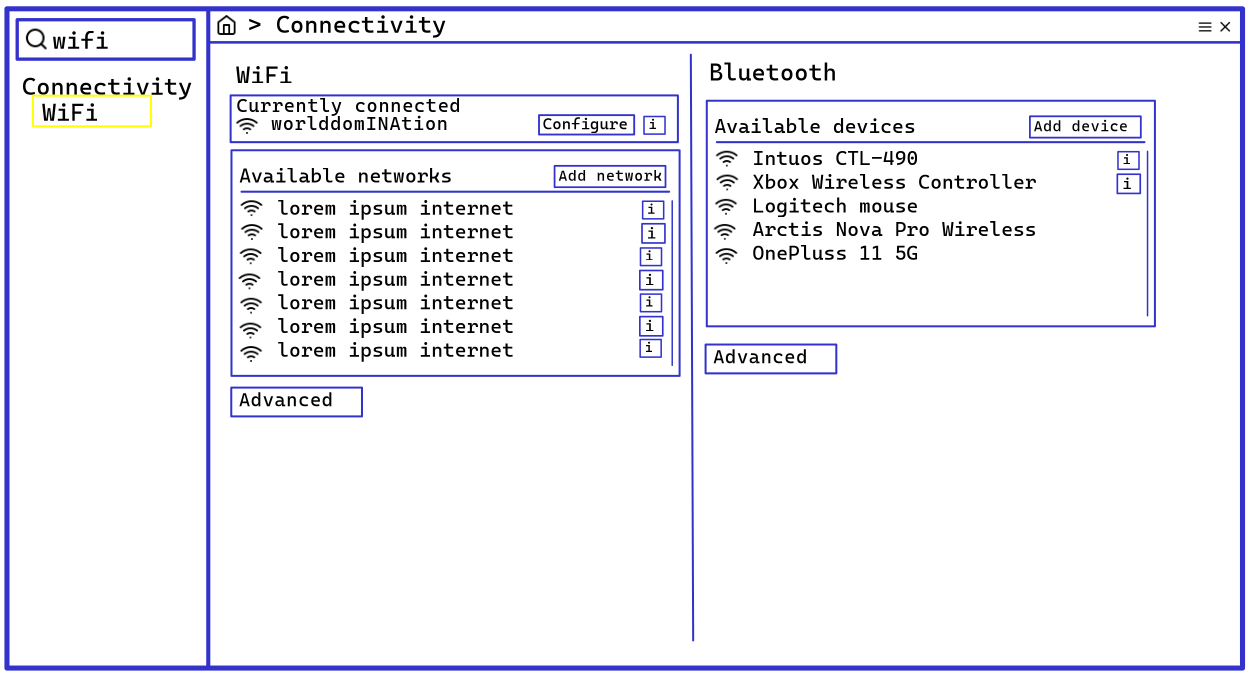 wifi
Connectivity
WiFi
> Connectivity
WiFi
Currently connected
worlddomINAtion
Configure
i
Available networks
Add network
lorem ipsum internet
i
lorem ipsum internet
i
lorem ipsum internet
i
lorem ipsum internet
i
lorem ipsum internet
i
lorem ipsum internet
i
lorem ipsum internet
i
Advanced
Bluetooth
Available devices
Add device
Intuos CTL-490
i
Xbox Wireless Controller
i
Logitech mouse
Arctis Nova Pro Wireless
OnePluss 11 5G
Advanced